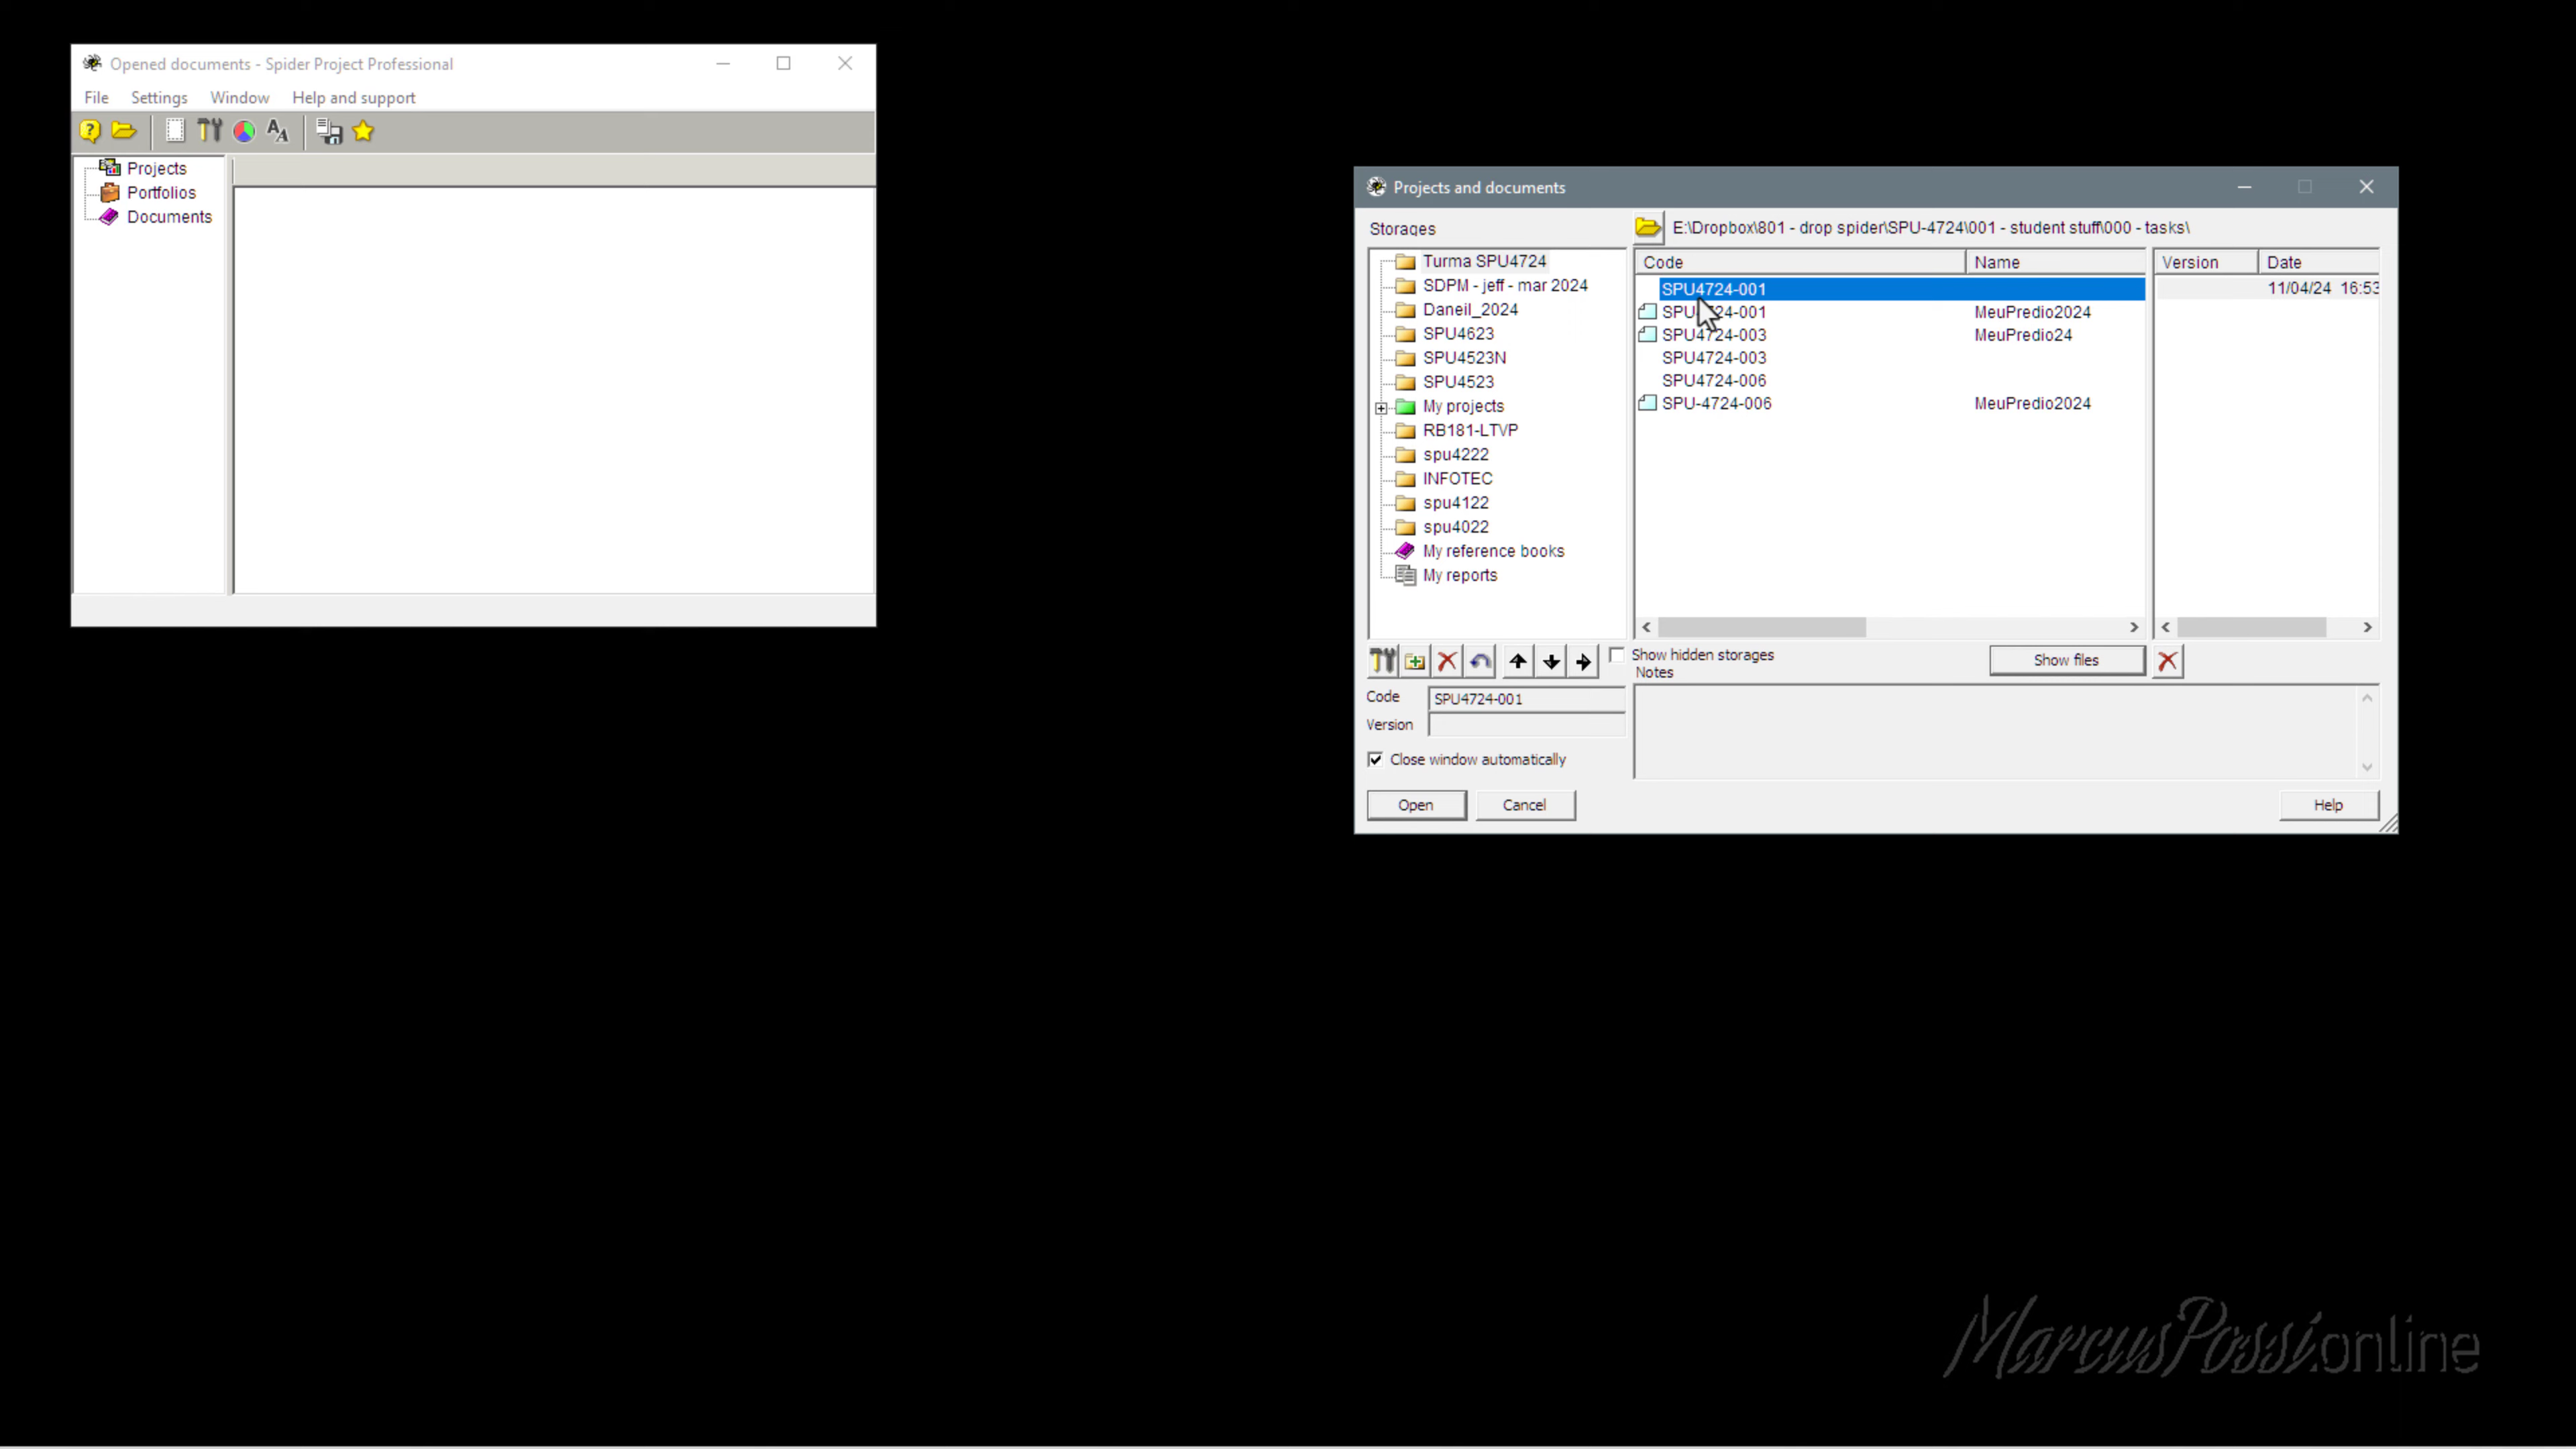 Opened documents - Spider Project Professional
File Settings Window Help and support
Projects
Portfolios
Documents
Projects and documents
Storages
E:\Dropbox\801 - drop spider\SPU-4724\001 - student stuff\000 - tasks\
Turma SPU4724
SDPM - jeff - mar 2024
Daneil_2024
SPU4623
SPU4523N
SPU4523
My projects
RB181-LTVP
spu4222
INFOTEC
spu4122
spu4022
My reference books
My reports
Code Name
SPU4724-001
SPU4724-001 MeuPredio2024
SPU4724-003 MeuPredio24
SPU4724-003
SPU4724-006
SPU-4724-006 MeuPredio2024
Version Date
11/04/24 16:53
Show hidden storages
Show files
Notes
Code SPU4724-001
Version
Close window automatically
Open Cancel Help
MarcusPossi.online